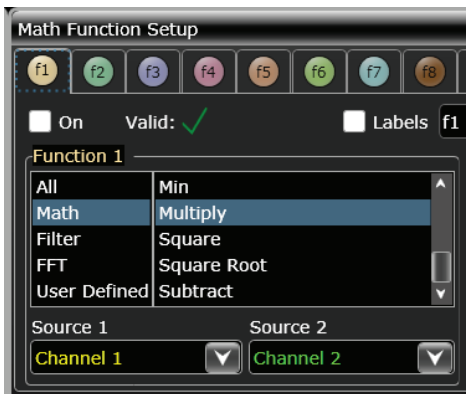 Math Function Setup
f1 f2 f3 f4 f5 f6 f7 f8
On Valid: Labels f1
Function 1
All Min
Math Multiply
Filter Square
FFT Square Root
User Defined Subtract
Source 1 Source 2
Channel 1 Channel 2